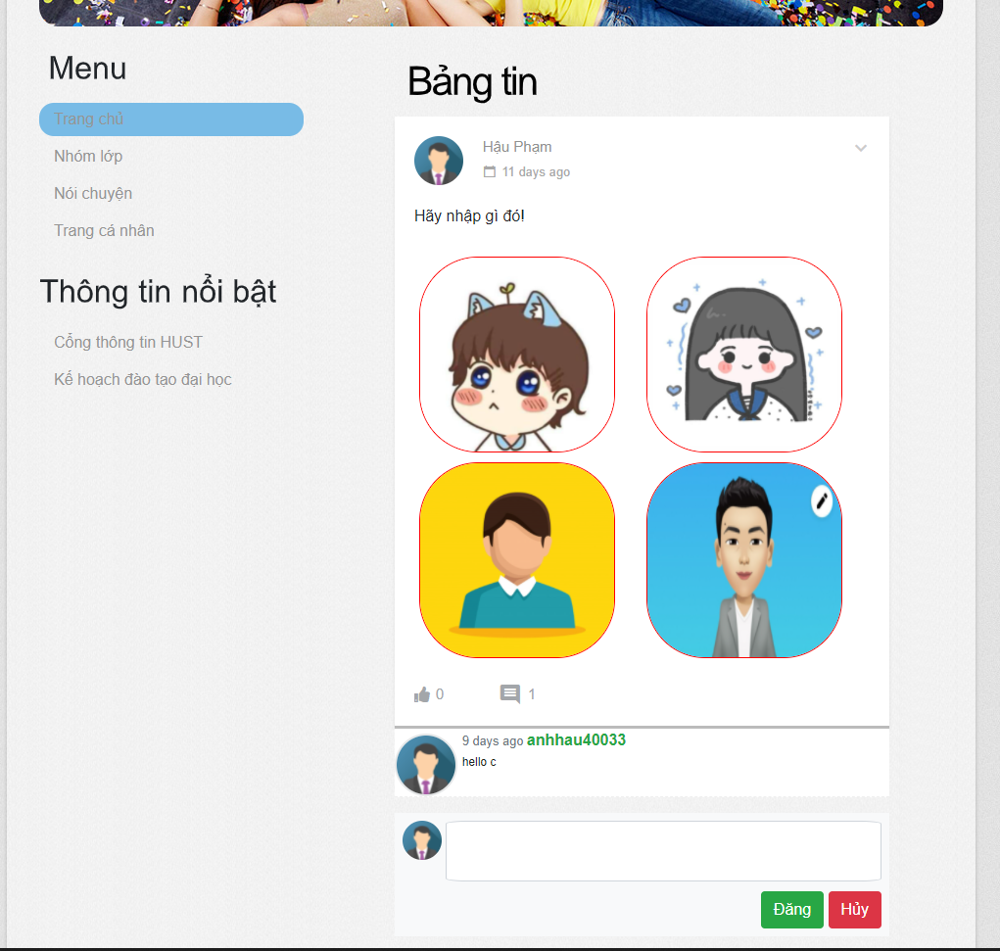 Menu
Trang chủ
Nhóm lớp
Nói chuyện
Trang cá nhân
Thông tin nổi bật
Cổng thông tin HUST
Kế hoạch đào tạo đại học
Bảng tin
Hậu Phạm
11 days ago
Hãy nhập gì đó!
0
1
9 days ago anhhau40033
hello c
Đăng
Hủy